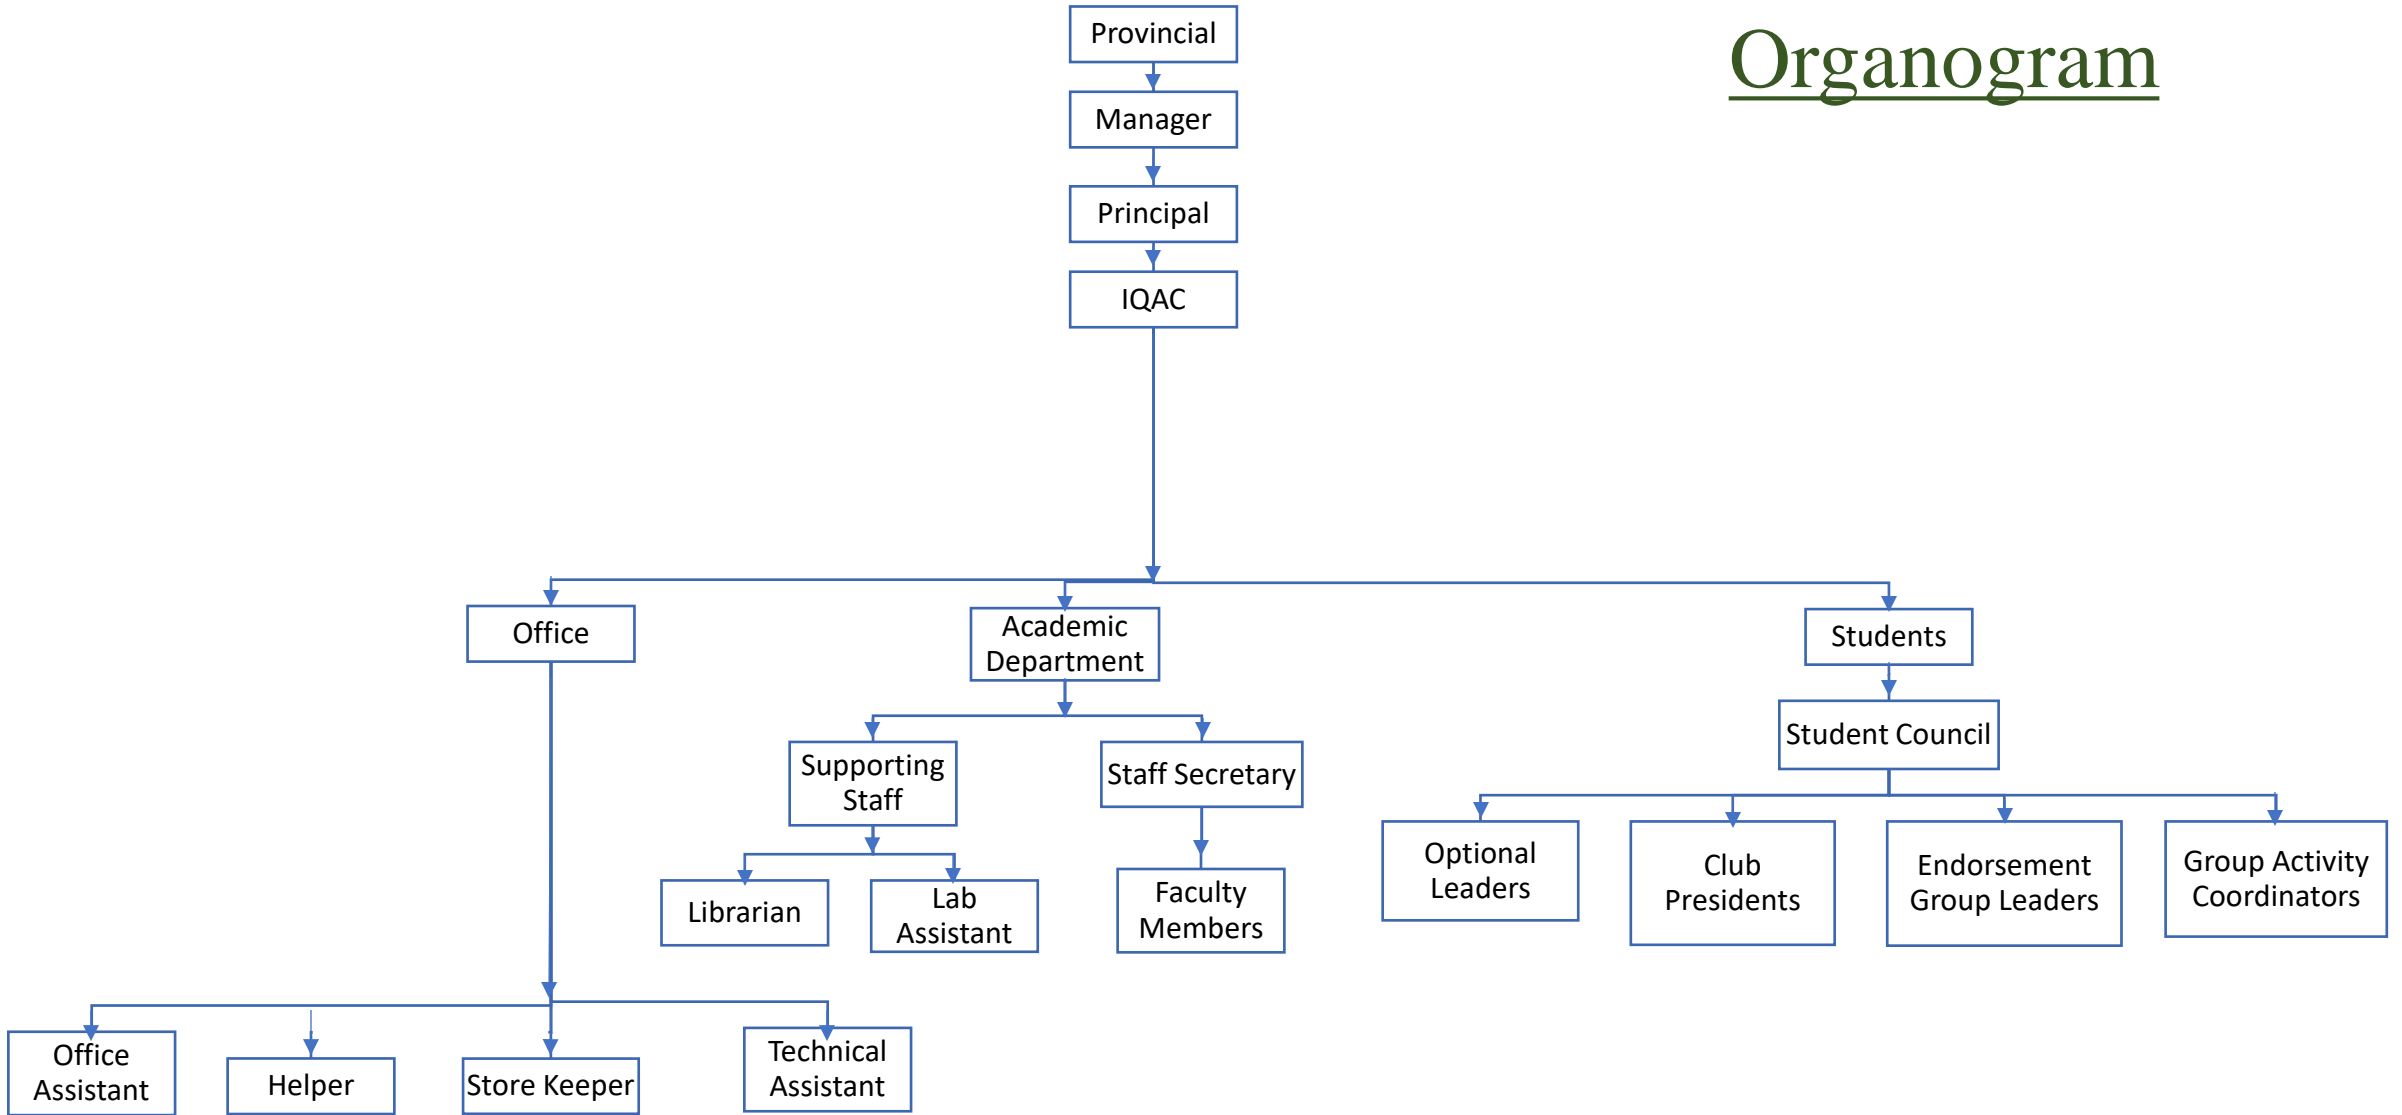 Organogram
Provincial
Manager
Principal
IQAC
Office
Academic
Department
Students
Student Council
Supporting
Staff
Staff Secretary
Librarian
Lab
Assistant
Faculty
Members
Optional
Leaders
Club
Presidents
Endorsement
Group Leaders
Group Activity
Coordinators
Office
Assistant
Helper
Store Keeper
Technical
Assistant